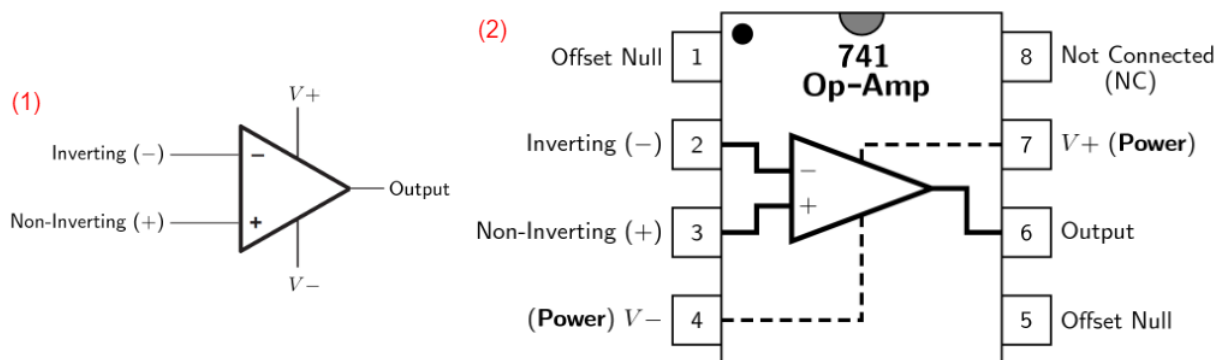 (1)
V+
Inverting (−)
−
Non-Inverting (+)
+
Output
V−
(2)
741
Op-Amp
Offset Null 1
8 Not Connected
(NC)
Inverting (−) 2
−
7 V+ (Power)
Non-Inverting (+) 3
+
6 Output
(Power) V− 4
5 Offset Null